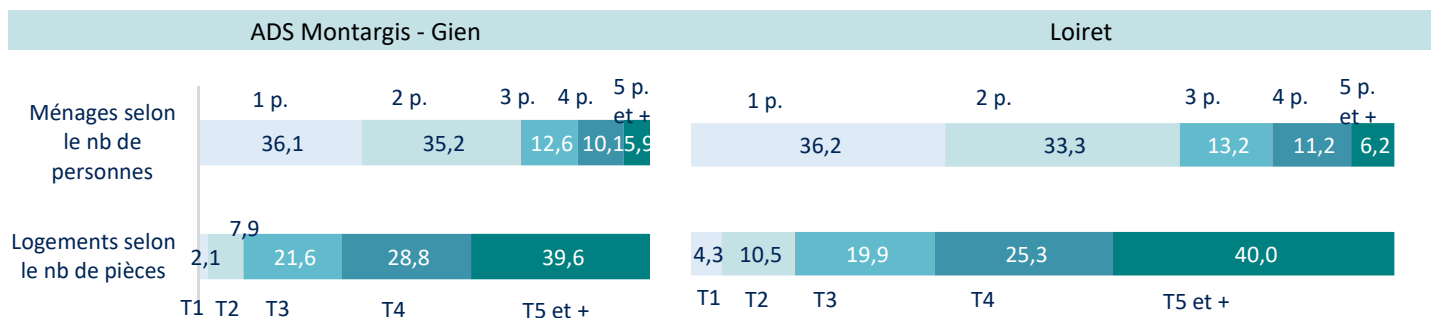 ADS Montargis - Gien
Loiret
Ménages selon
le nb de
personnes
1 p. 2 p. 3 p. 4 p. 5 p.
et +
36,1 35,2 12,6 10,1 5,9
1 p. 2 p. 3 p. 4 p. 5 p.
et +
36,2 33,3 13,2 11,2 6,2
Logements selon
le nb de pièces
2,1 7,9 21,6 28,8 39,6
T1 T2 T3 T4 T5 et +
4,3 10,5 19,9 25,3 40,0
T1 T2 T3 T4 T5 et +